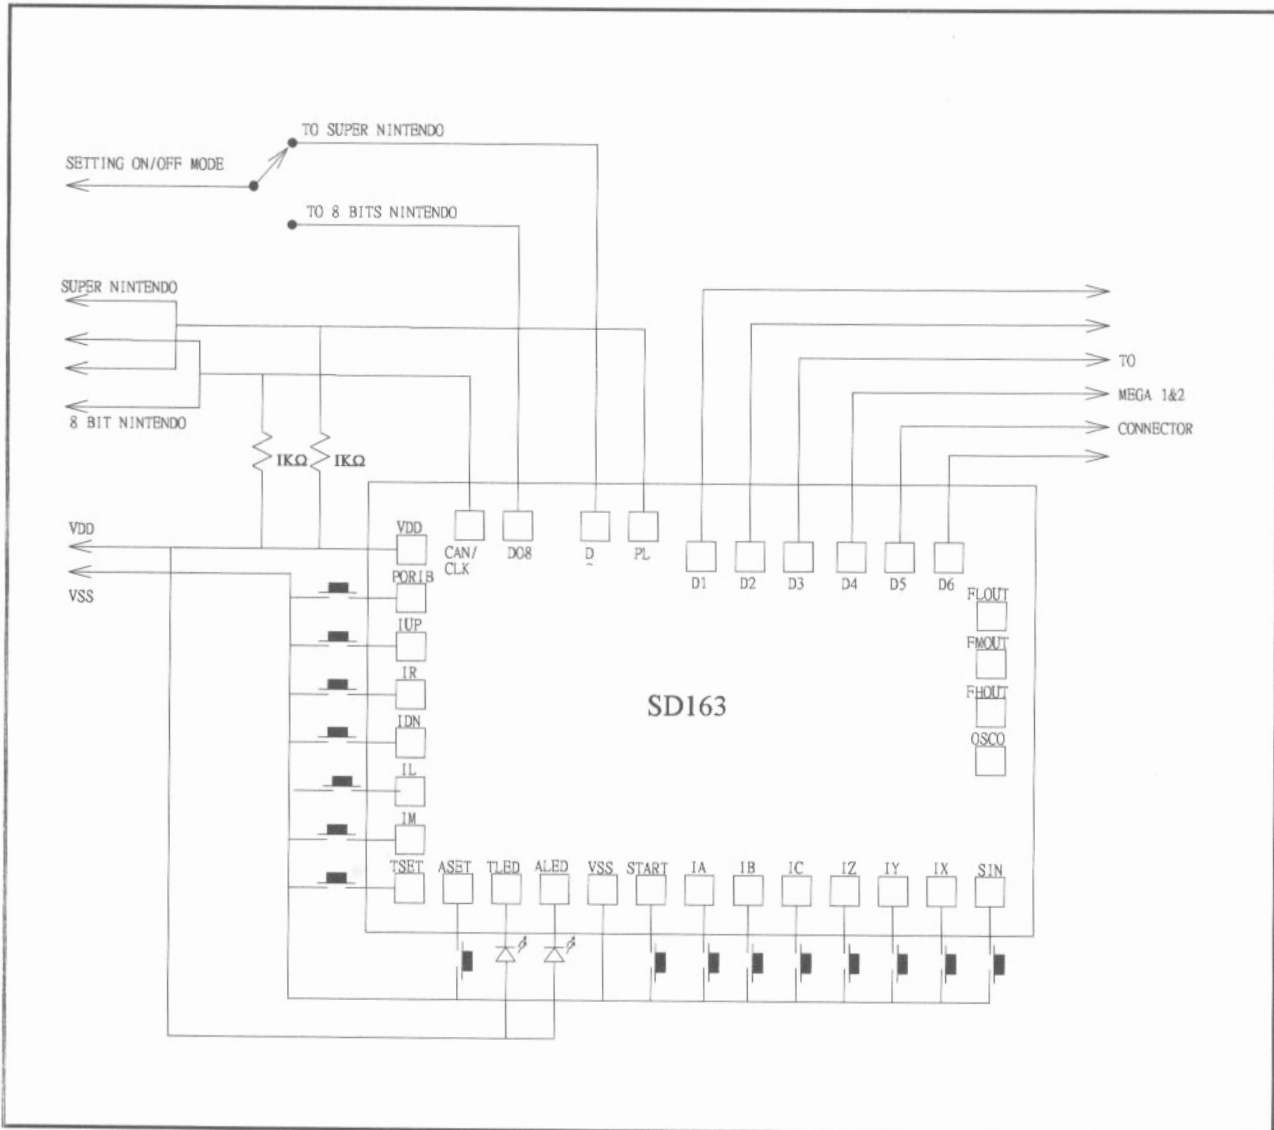 TO SUPER NINTENDO
SETTING ON/OFF MODE
TO 8 BITS NINTENDO
SUPER NINTENDO
TO
MEGA 1&2
8 BIT NINTENDO
CONNECTOR
1KΩ
1KΩ
VDD
VSS
VDD
CAN/
CLK
DO8
D
PL
D1
D2
D3
D4
D5
D6
PORIB
IUP
IR
IDN
IL
IM
FLOUT
FMOUT
FHOUT
OSCO
SD163
TSET
ASET
TLED
ALED
VSS
START
IA
IB
IC
IZ
IY
IX
SIN